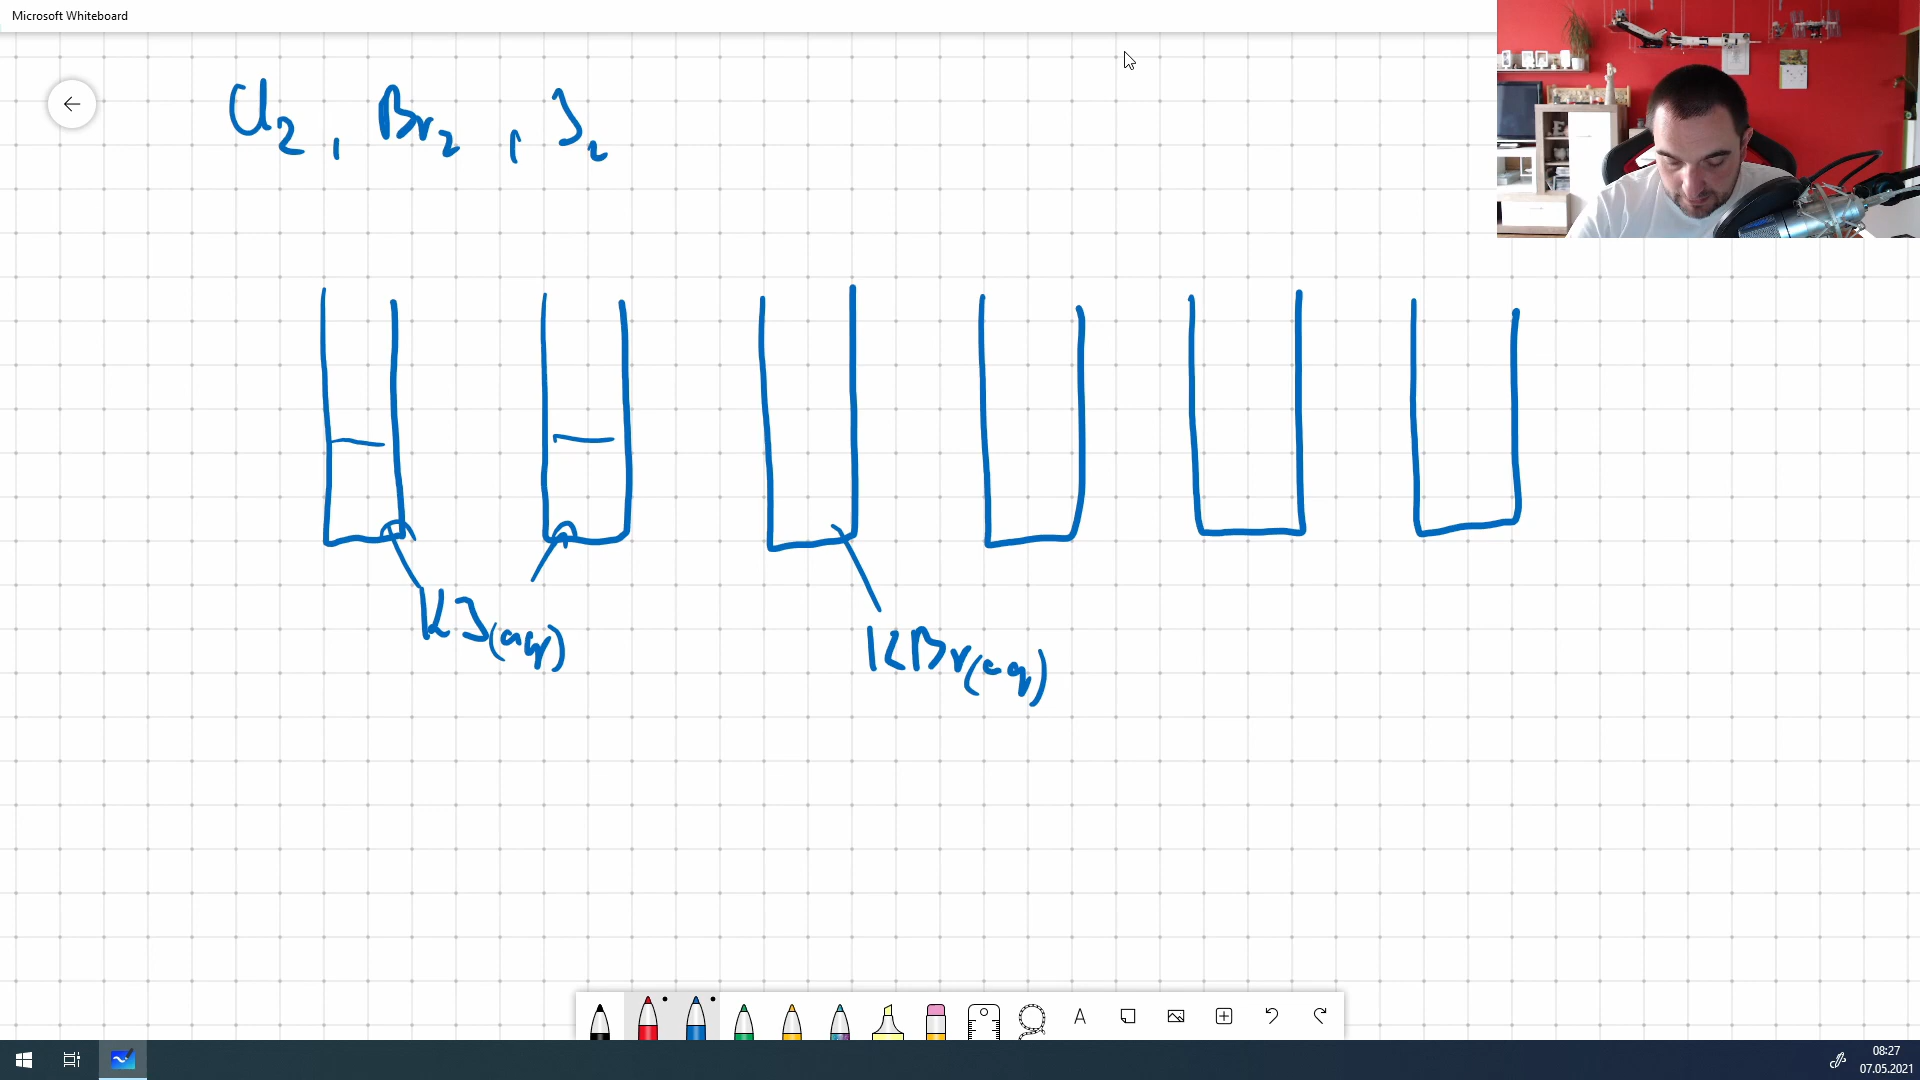 Microsoft Whiteboard
Cl2, Br2, J2
KJ(aq)
KBr(aq)
08:27
07.05.2021